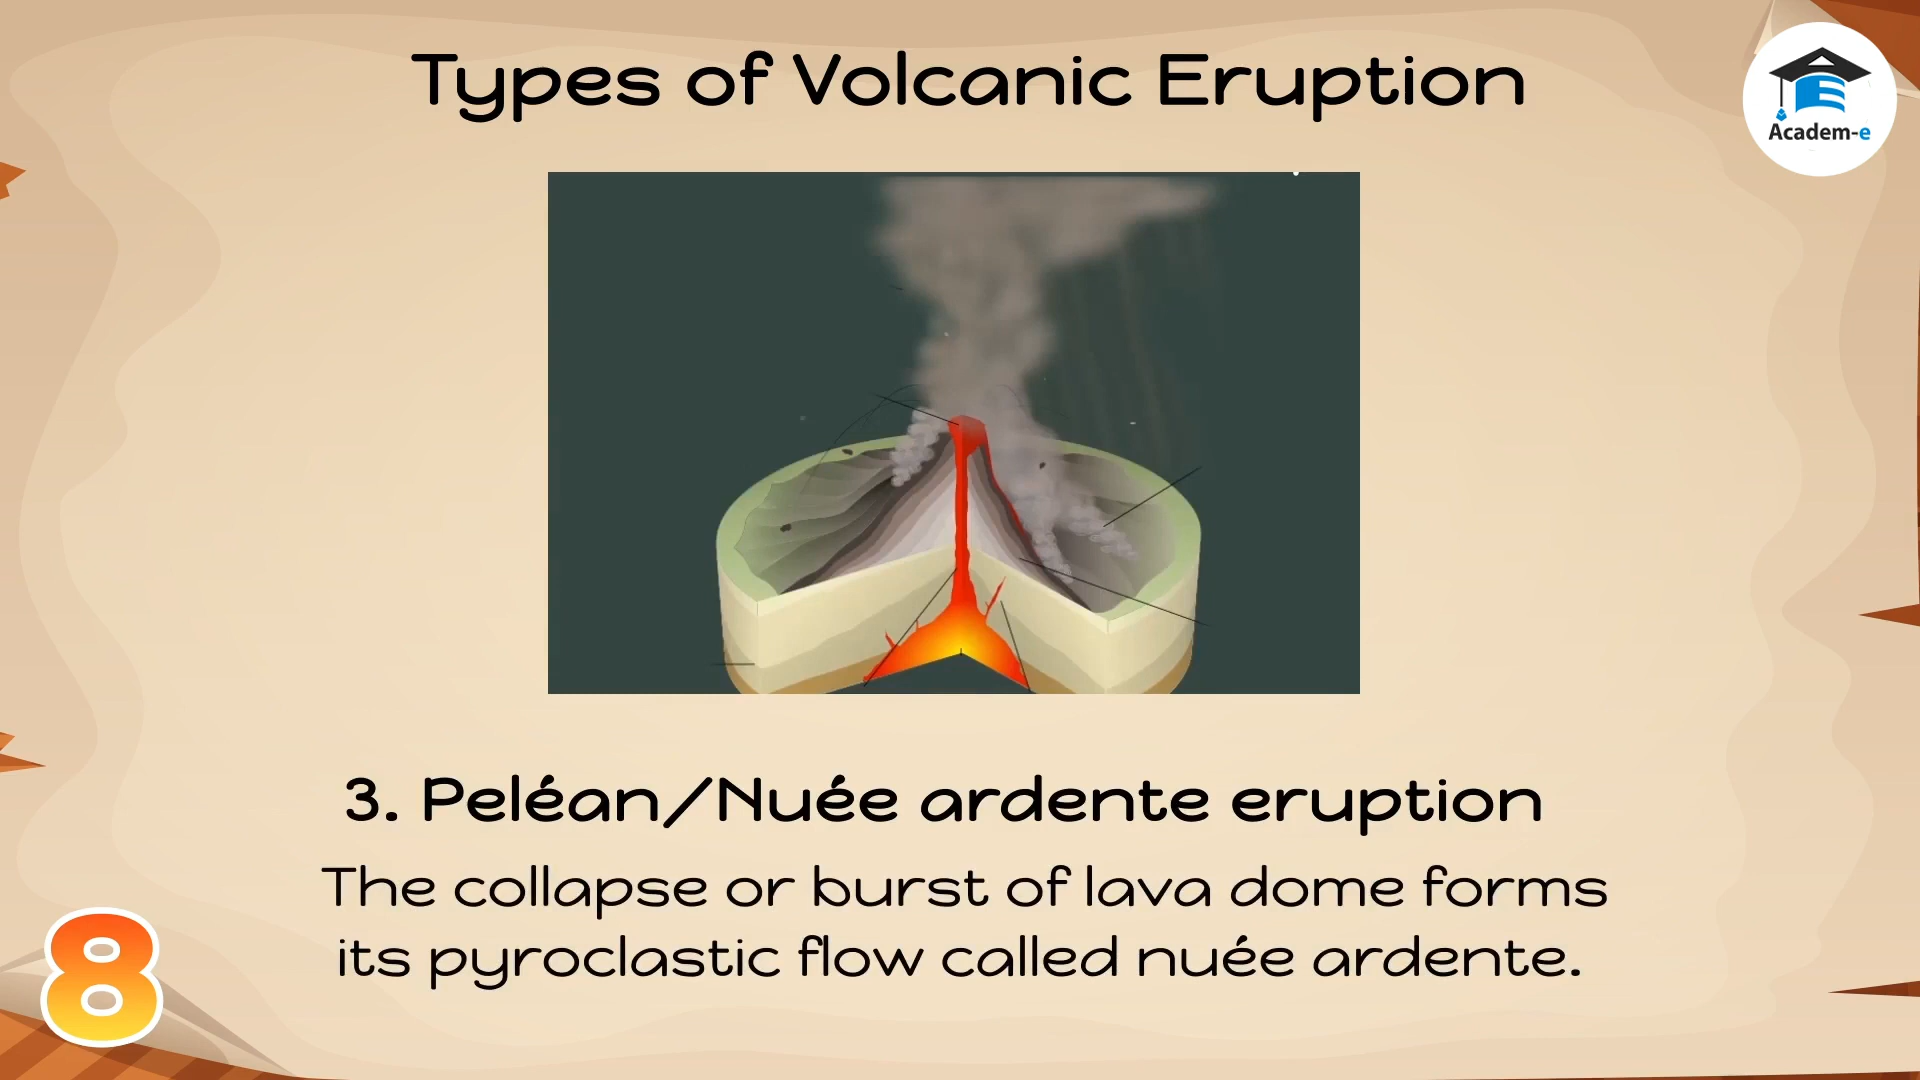 Types of Volcanic Eruption
Academ-e
3. Peléan/Nuée ardente eruption
The collapse or burst of lava dome forms
its pyroclastic flow called nuée ardente.
8